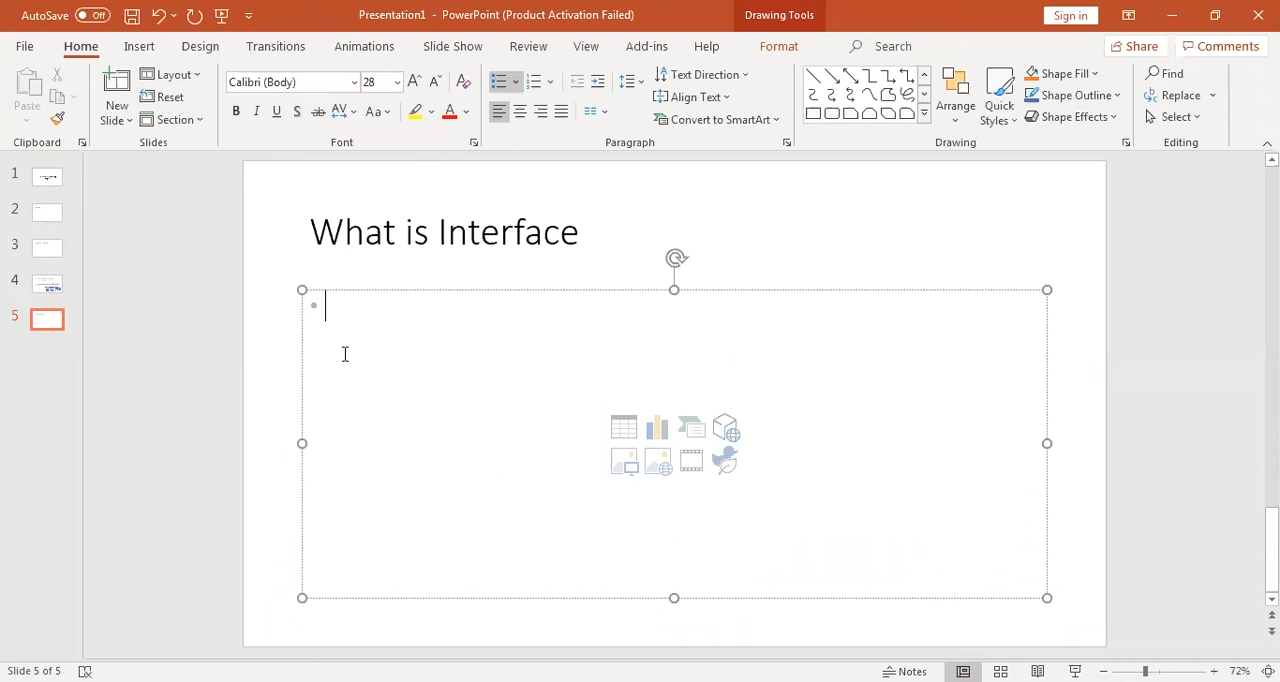 AutoSave Off
Presentation1 - PowerPoint (Product Activation Failed)
Drawing Tools
Sign in
File Home Insert Design Transitions Animations Slide Show Review View Add-ins Help Format Search Share Comments
Paste
Clipboard
New Slide
Layout
Reset
Section
Slides
Calibri (Body) 28
B I U S ab AV Aa A
Font
Text Direction
Align Text
Convert to SmartArt
Paragraph
Arrange
Quick Styles
Shape Fill
Shape Outline
Shape Effects
Drawing
Find
Replace
Select
Editing
1
2
3
4
5
What is Interface
Slide 5 of 5
Notes
72%